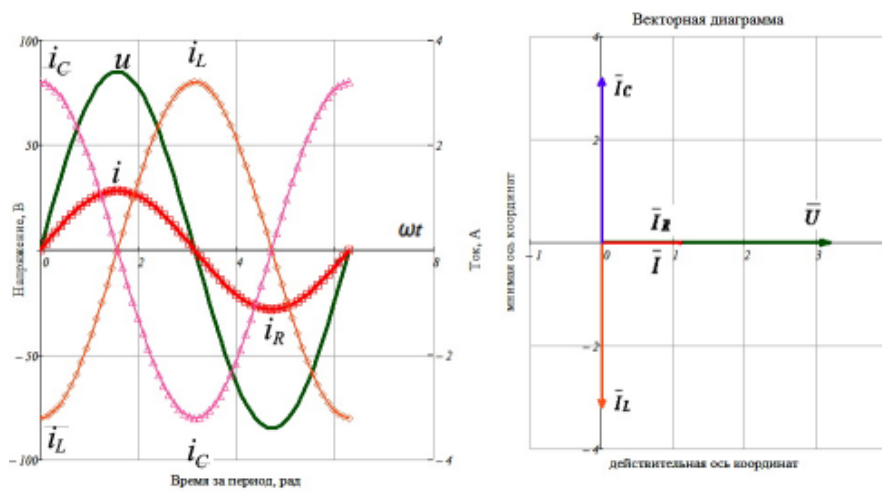 Векторная диаграмма
100
4
i_C
u
i_L
50
2
i
Напряжение, В
ωt
Ток, А
0
2
4
8
i_R
−50
−2
i_L
i_C
−100
−4
Время за период, рад
4
Ī_C
2
мнимая ось координат
Ī_R
Ū
−1
0
1
2
3
Ī
−2
Ī_L
−4
действительная ось координат